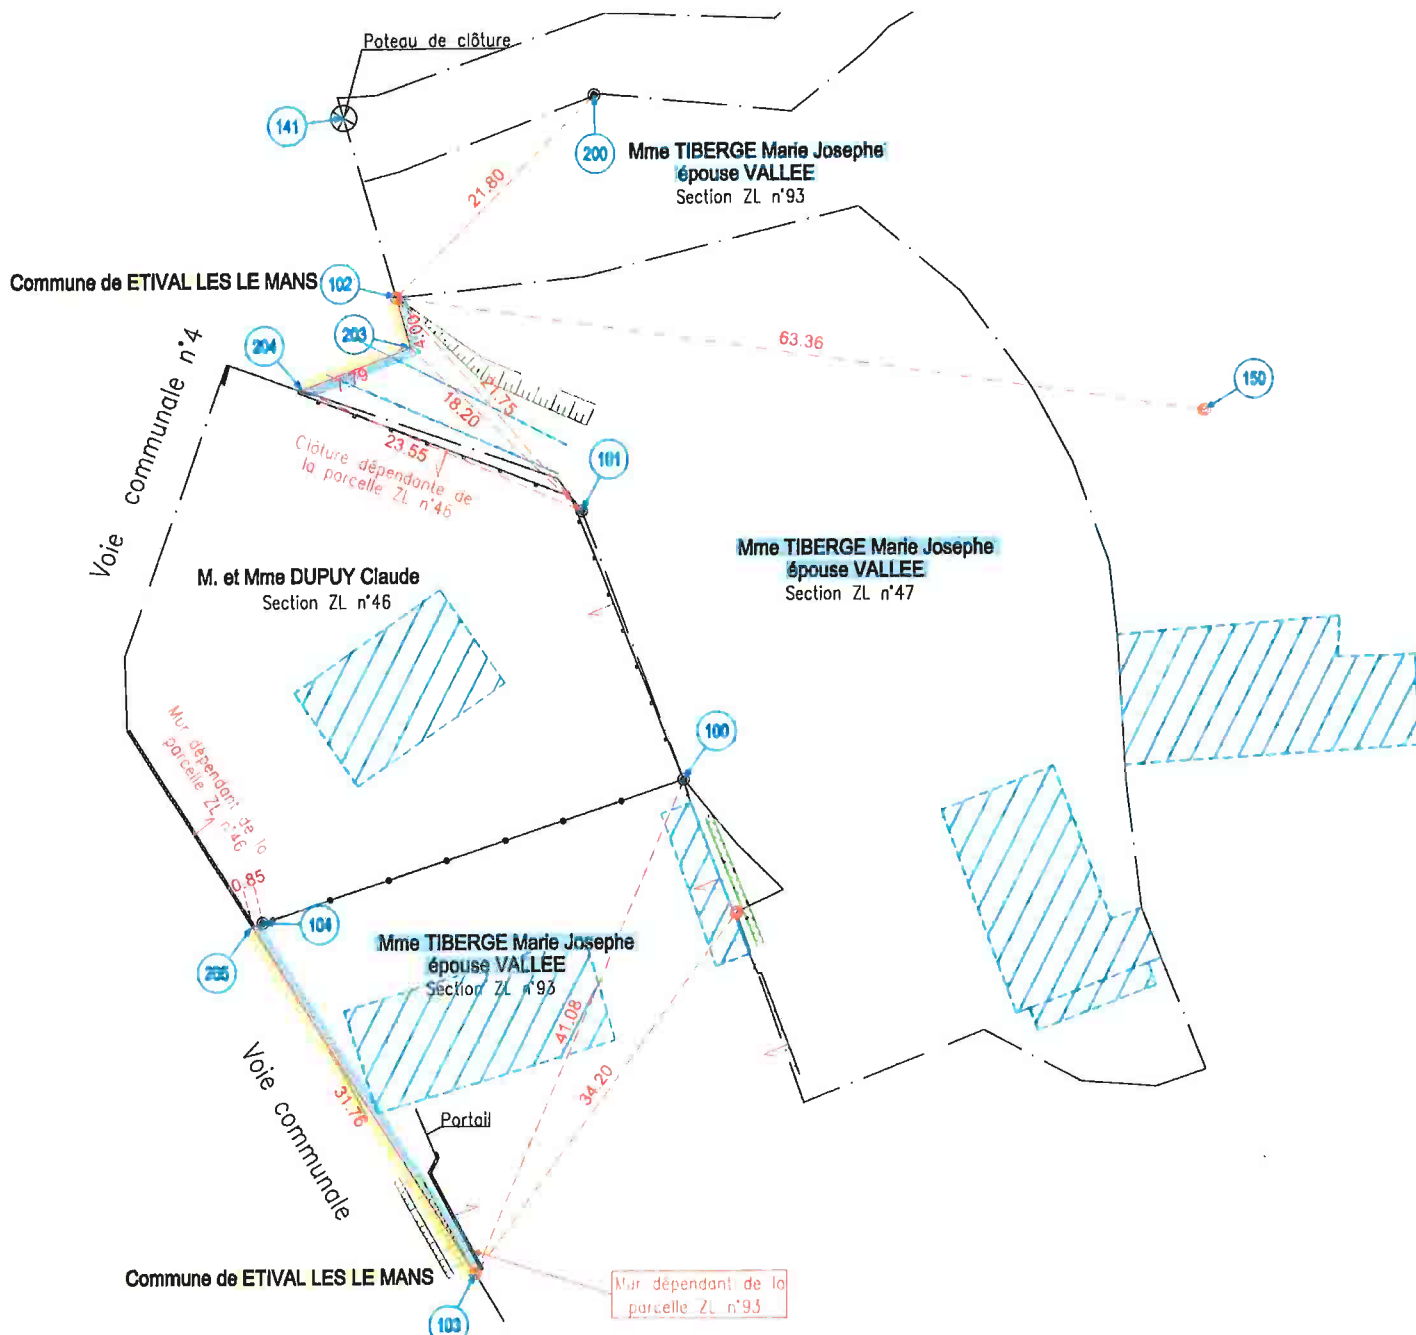 Poteau de clôture
141
200
Mme TIBERGE Marie Josephe
épouse VALLEE
Section ZL n°93
21.80
Commune de ETIVAL LES LE MANS
102
203
4.00
63.36
150
204
7.79
18.20
23.55
Clôture dépendante de
la parcelle ZL n°46
101
Voie communale n°4
M. et Mme DUPUY Claude
Section ZL n°46
Mme TIBERGE Marie Josephe
épouse VALLEE
Section ZL n°47
Mur dépendant de la
parcelle ZL n°46
100
0.85
104
205
Mme TIBERGE Marie Josephe
épouse VALLEE
Section ZL n°93
41.08
34.20
31.76
Voie communale
Portail
Commune de ETIVAL LES LE MANS
Mur dépendant de la
parcelle ZL n°93
103